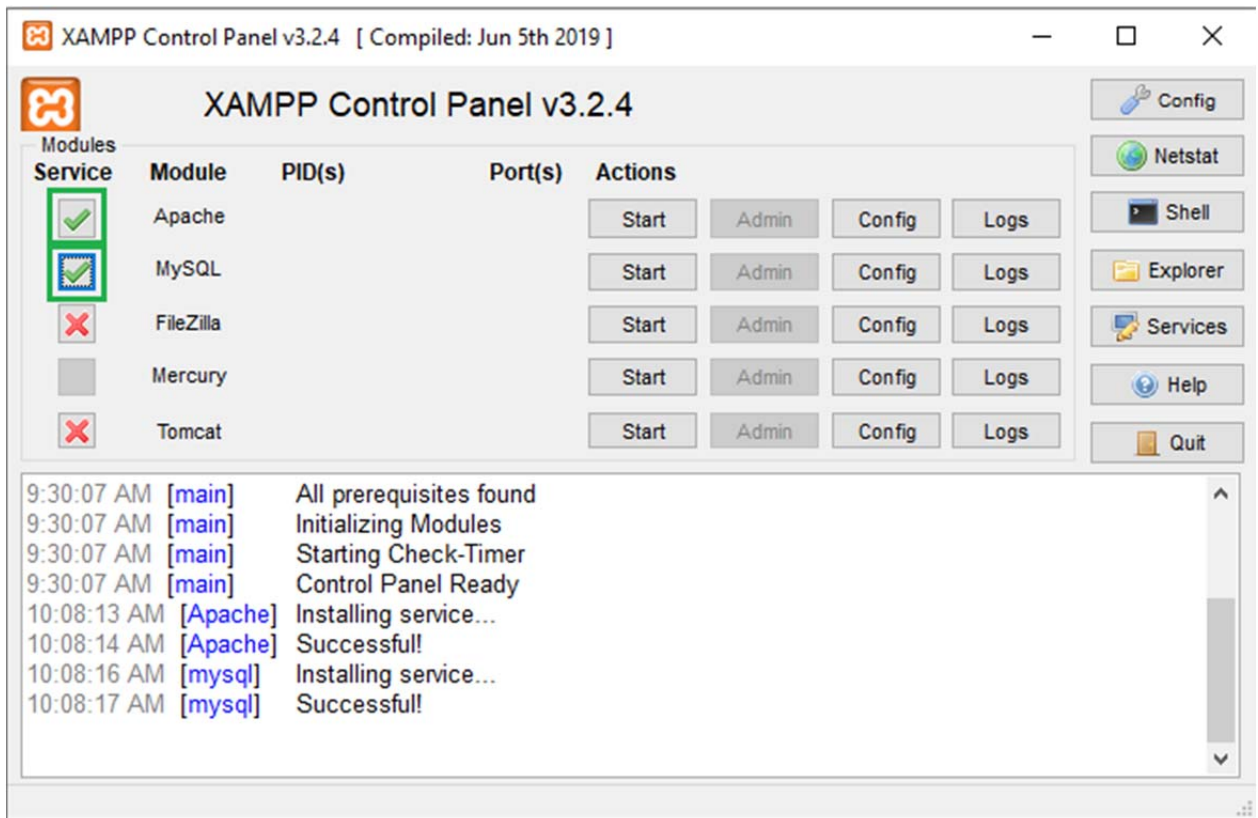 XAMPP Control Panel v3.2.4 [ Compiled: Jun 5th 2019 ]
XAMPP Control Panel v3.2.4
Config
Modules
Service Module PID(s) Port(s) Actions
Netstat
Apache Start Admin Config Logs
Shell
MySQL Start Admin Config Logs
Explorer
FileZilla Start Admin Config Logs
Services
Mercury Start Admin Config Logs
Help
Tomcat Start Admin Config Logs
Quit
9:30:07 AM [main] All prerequisites found
9:30:07 AM [main] Initializing Modules
9:30:07 AM [main] Starting Check-Timer
9:30:07 AM [main] Control Panel Ready
10:08:13 AM [Apache] Installing service...
10:08:14 AM [Apache] Successful!
10:08:16 AM [mysql] Installing service...
10:08:17 AM [mysql] Successful!